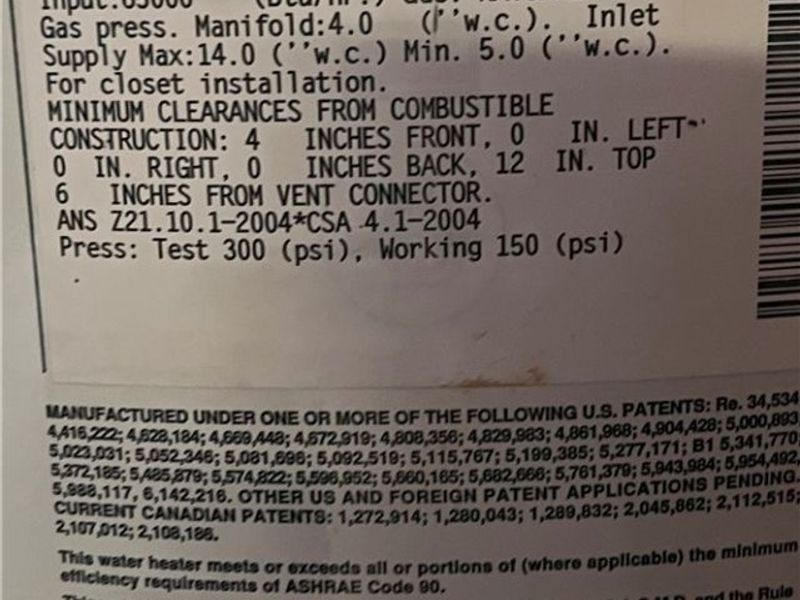 Gas press. Manifold:4.0 (''w.c.). Inlet
Supply Max:14.0 (''w.c.) Min. 5.0 (''w.c.).
For closet installation.
MINIMUM CLEARANCES FROM COMBUSTIBLE
CONSTRUCTION: 4 INCHES FRONT, 0 IN. LEFT
0 IN. RIGHT, 0 INCHES BACK, 12 IN. TOP
6 INCHES FROM VENT CONNECTOR.
ANS Z21.10.1-2004*CSA 4.1-2004
Press: Test 300 (psi), Working 150 (psi)
MANUFACTURED UNDER ONE OR MORE OF THE FOLLOWING U.S. PATENTS: Re. 34,534
4,416,222; 4,628,184; 4,669,448; 4,672,919; 4,808,356; 4,829,983; 4,861,968; 4,904,428; 5,000,893
5,023,031; 5,052,346; 5,081,696; 5,092,519; 5,115,767; 5,199,385; 5,277,171; B1 5,341,770
5,372,185; 5,485,879; 5,574,822; 5,596,952; 5,660,165; 5,682,666; 5,761,379; 5,943,984; 5,954,492,
5,988,117, 6,142,216. OTHER US AND FOREIGN PATENT APPLICATIONS PENDING.
CURRENT CANADIAN PATENTS: 1,272,914; 1,280,043; 1,289,832; 2,045,862; 2,112,515;
2,107,012; 2,108,186.
This water heater meets or exceeds all or portions of (where applicable) the minimum
efficiency requirements of ASHRAE Code 90.
and the Rule